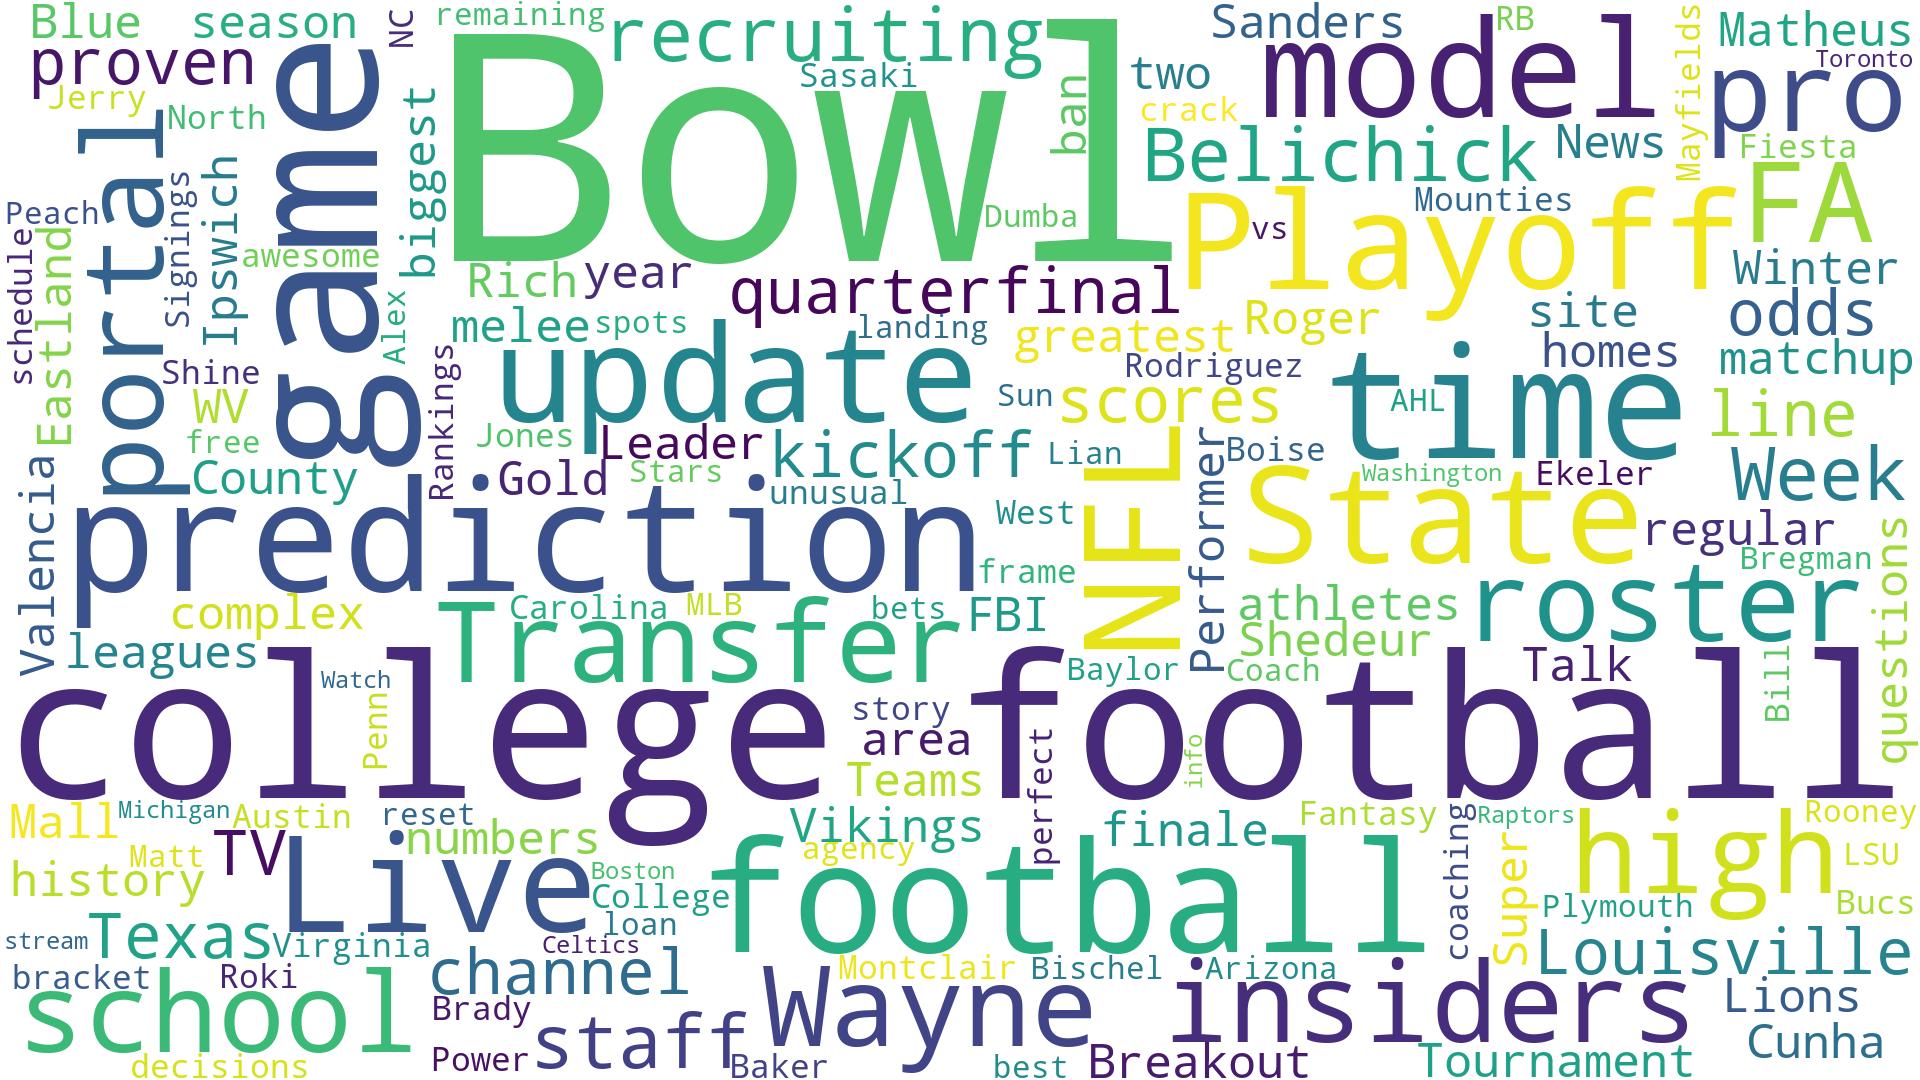 Blue
season
NC
remaining
recruiting
Bowl
Sanders
RB
Matheus
proven
game
Sasaki
two
model
Mayfields
Toronto
pro
Jerry
North
portal
biggest
ban
crack
Belichick
News
Fiesta
Peach
Signings
Ipswich
awesome
Dumba
Playoff
vs
Mounties
FA
schedule
Eastland
Alex
Rich
year
quarterfinal
Winter
melee
spots
landing
greatest
Roger
site
odds
Shine
Rankings
update
Rodriguez
time
homes
matchup
WV
Sun
scores
AHL
line
free
Jones
Leader
kickoff
Lian
NFL
Performer
Boise
County
Gold
Stars
unusual
State
Washington
Ekeler
Week
Valencia
prediction
West
regular
questions
frame
Bregman
complex
Transfer
Carolina
MLB
bets
FBI
athletes
roster
leagues
Shedeur
college football
Watch
Baylor
Coach
Talk
Bill
Penn
story
area
perfect
info
Teams
Mall
Michigan
Austin
reset
numbers
Vikings
finale
Fantasy
coaching
Raptors
high
Rooney
history
Matt
TV
Live
agency
football
Super
LSU
Boston
College
Plymouth
Bucs
loan
stream
Texas
Virginia
Celtics
Louisville
bracket
Roki
channel
Montclair
Bischel
Arizona
school
Brady
staff
Wayne
insiders
Lions
decisions
Power
Baker
best
Breakout
Tournament
Cunha